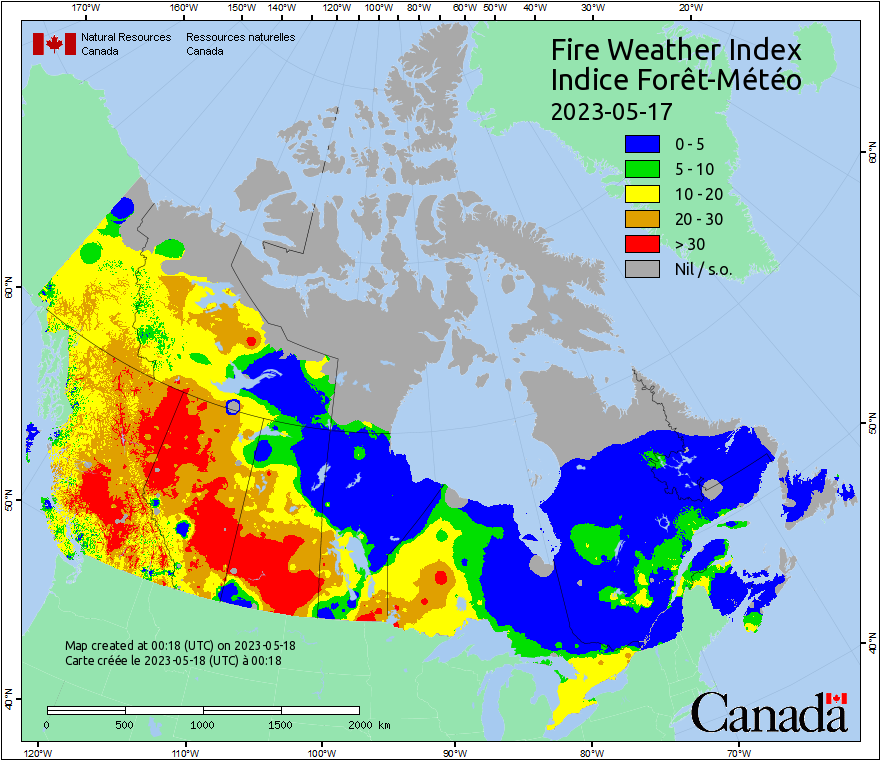 170°W 160°W 150°W 140°W 120°W 100°W 80°W 60°W 50°W 40°W 30°W 20°W
Natural Resources Canada
Ressources naturelles Canada
Fire Weather Index
Indice Forêt-Météo
2023-05-17
0 - 5
5 - 10
10 - 20
20 - 30
> 30
Nil / s.o.
60°N
60°N
50°N
50°N
40°N
40°N
Map created at 00:18 (UTC) on 2023-05-18
Carte créée le 2023-05-18 (UTC) à 00:18
0 500 1000 1500 2000 km
Canada
120°W 110°W 100°W 90°W 80°W 70°W